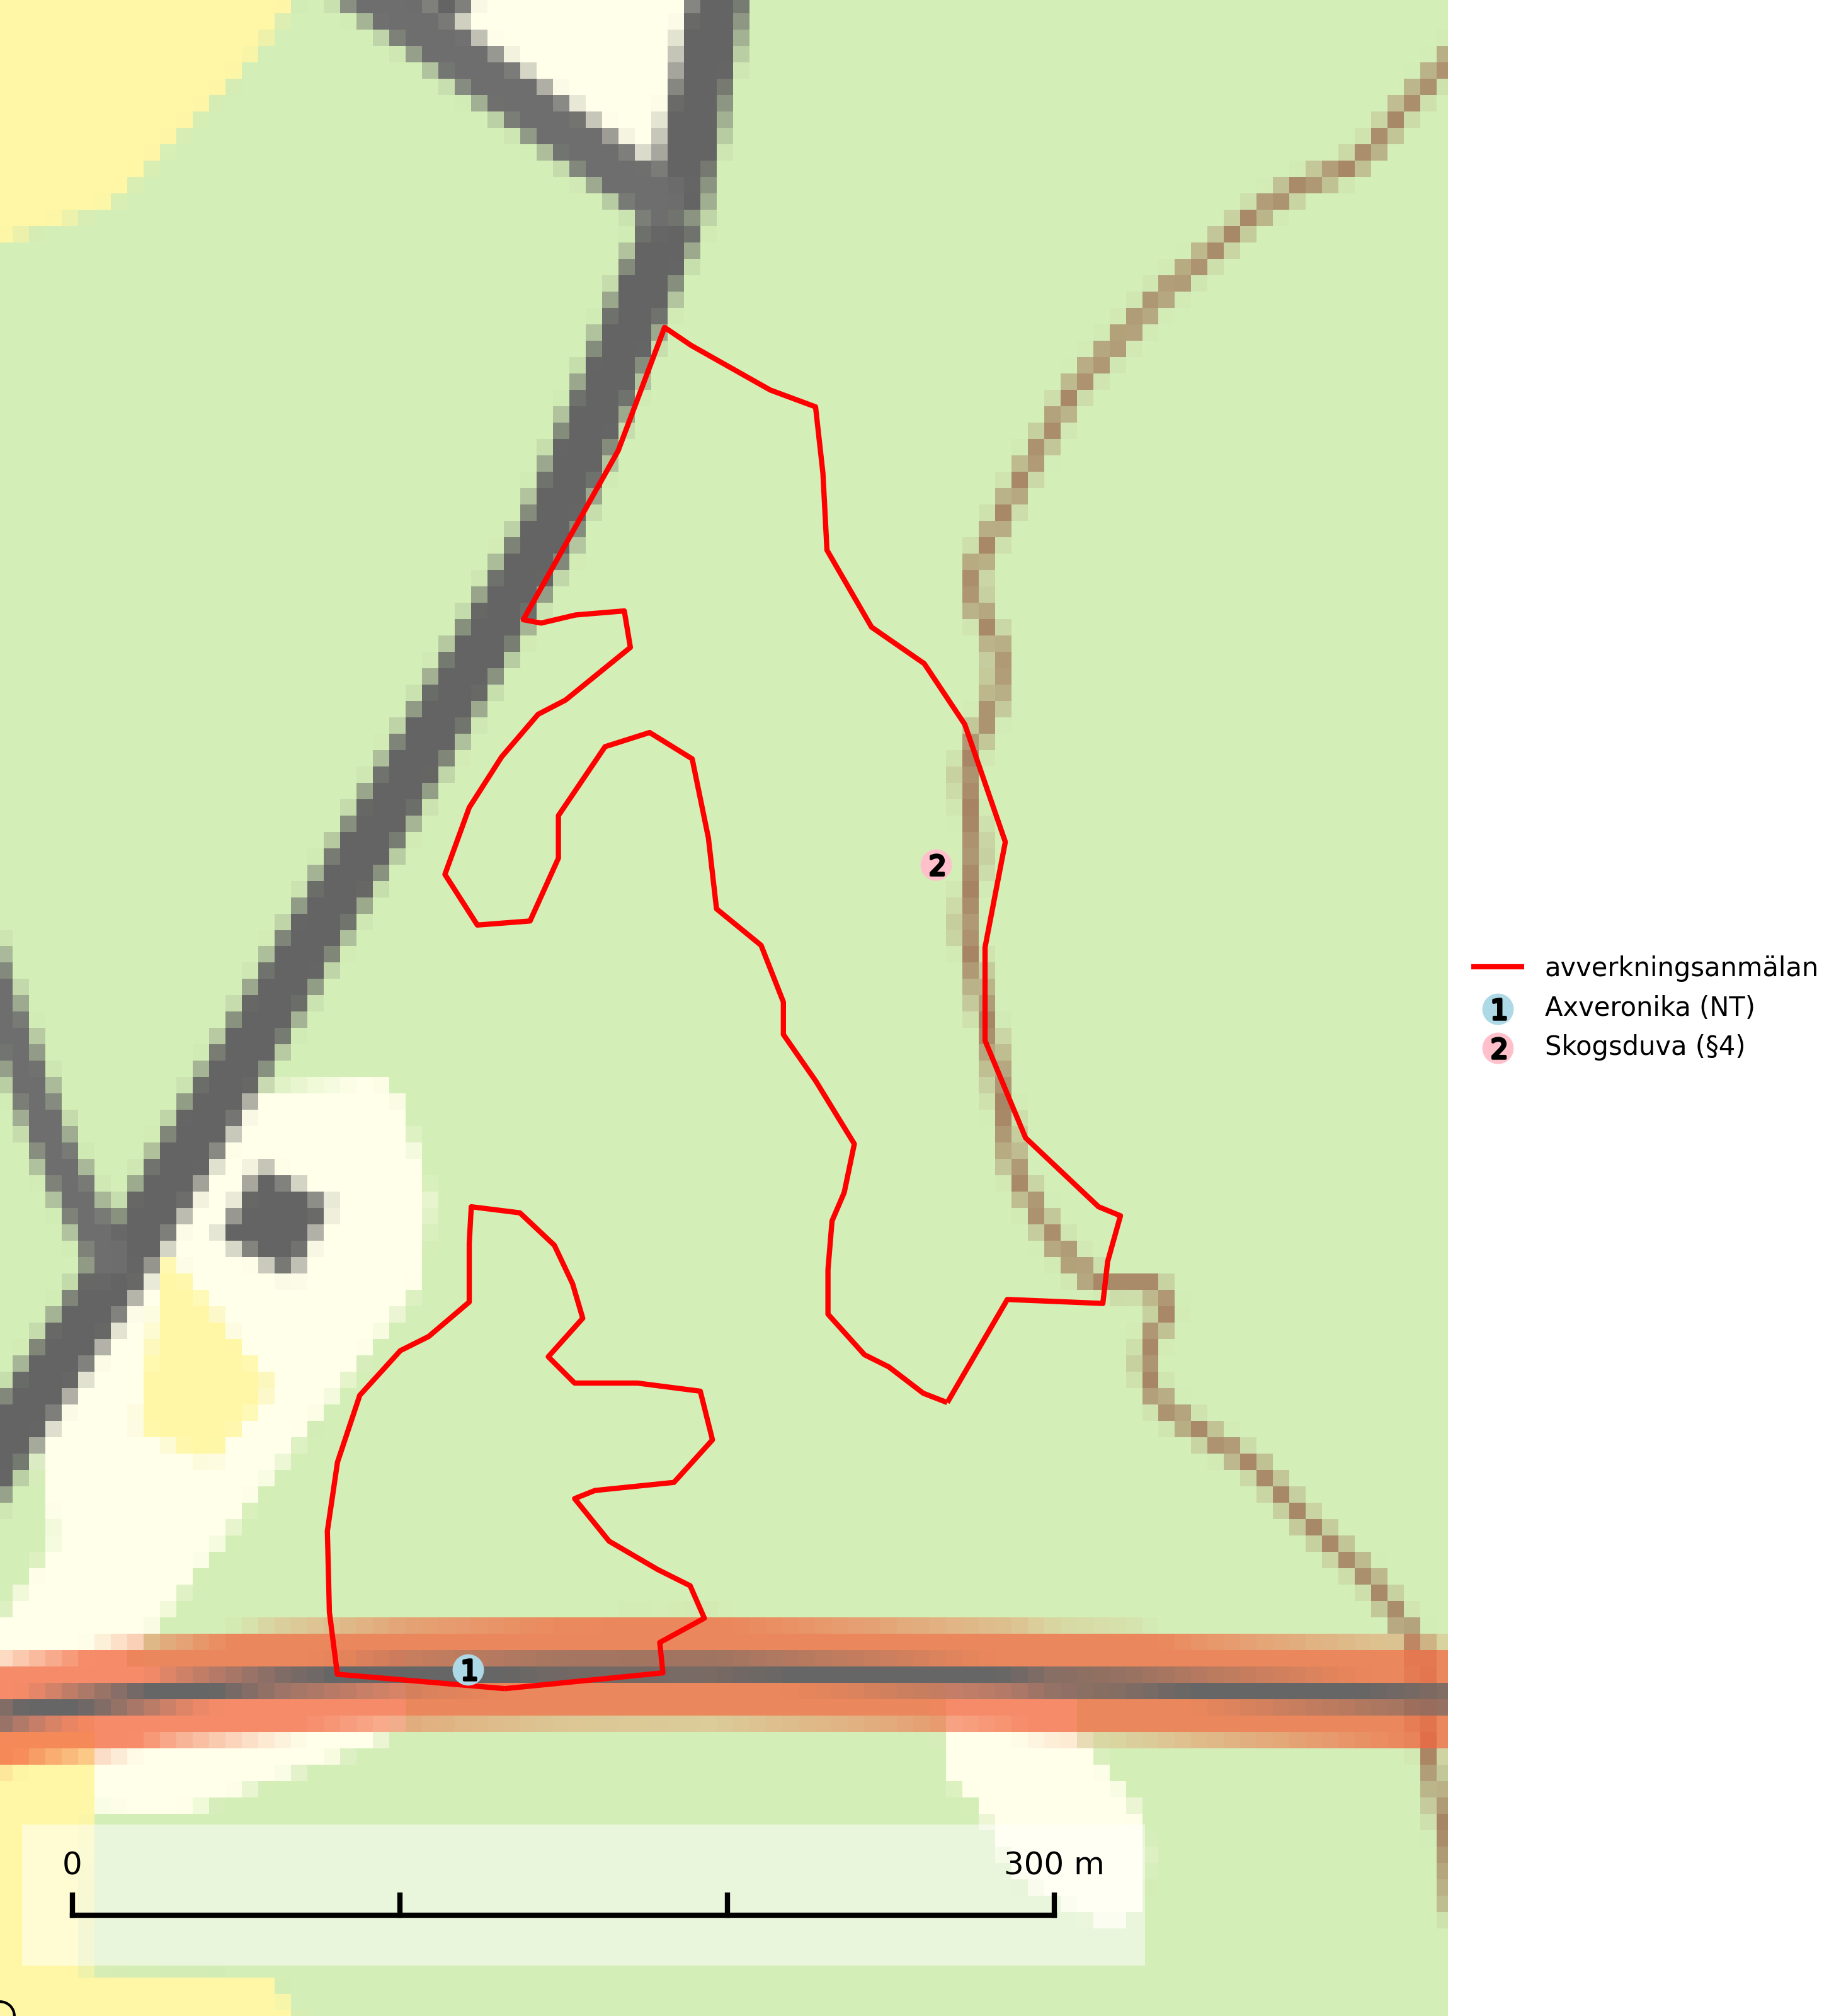 2
avverkningsanmälan
1 Axveronika (NT)
2 Skogsduva (§4)
1
0 300 m